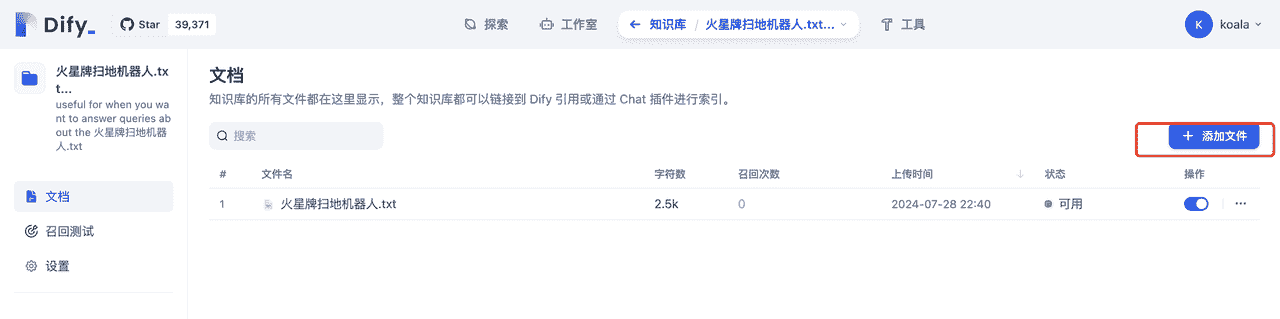 Dify_
Star 39,371
探索
工作室
知识库 / 火星牌扫地机器人.txt...
工具
K koala
火星牌扫地机器人.txt...
useful for when you want to answer queries about the 火星牌扫地机器人.txt
文档
召回测试
设置
文档
知识库的所有文件都在这里显示，整个知识库都可以链接到 Dify 引用或通过 Chat 插件进行索引。
搜索
添加文件
# 文件名 字符数 召回次数 上传时间 ↓ 状态 操作
1 火星牌扫地机器人.txt 2.5k 0 2024-07-28 22:40 可用 ...